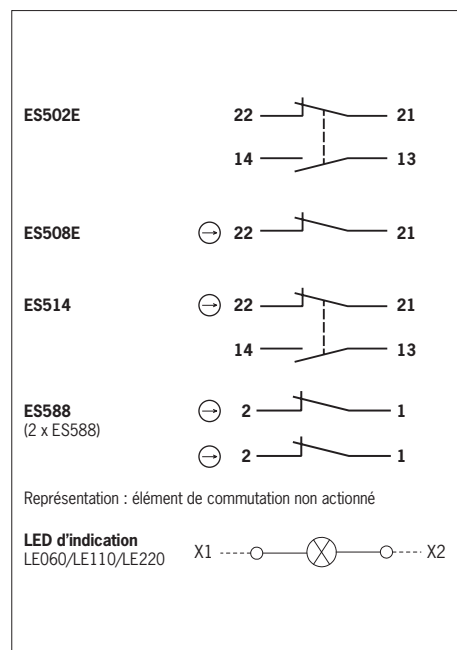 ES502E 22 21
14 13
ES508E 22 21
ES514 22 21
14 13
ES588 2 1
(2 x ES588)
2 1
Représentation : élément de commutation non actionné
LED d'indication
LE060/LE110/LE220 X1 X2